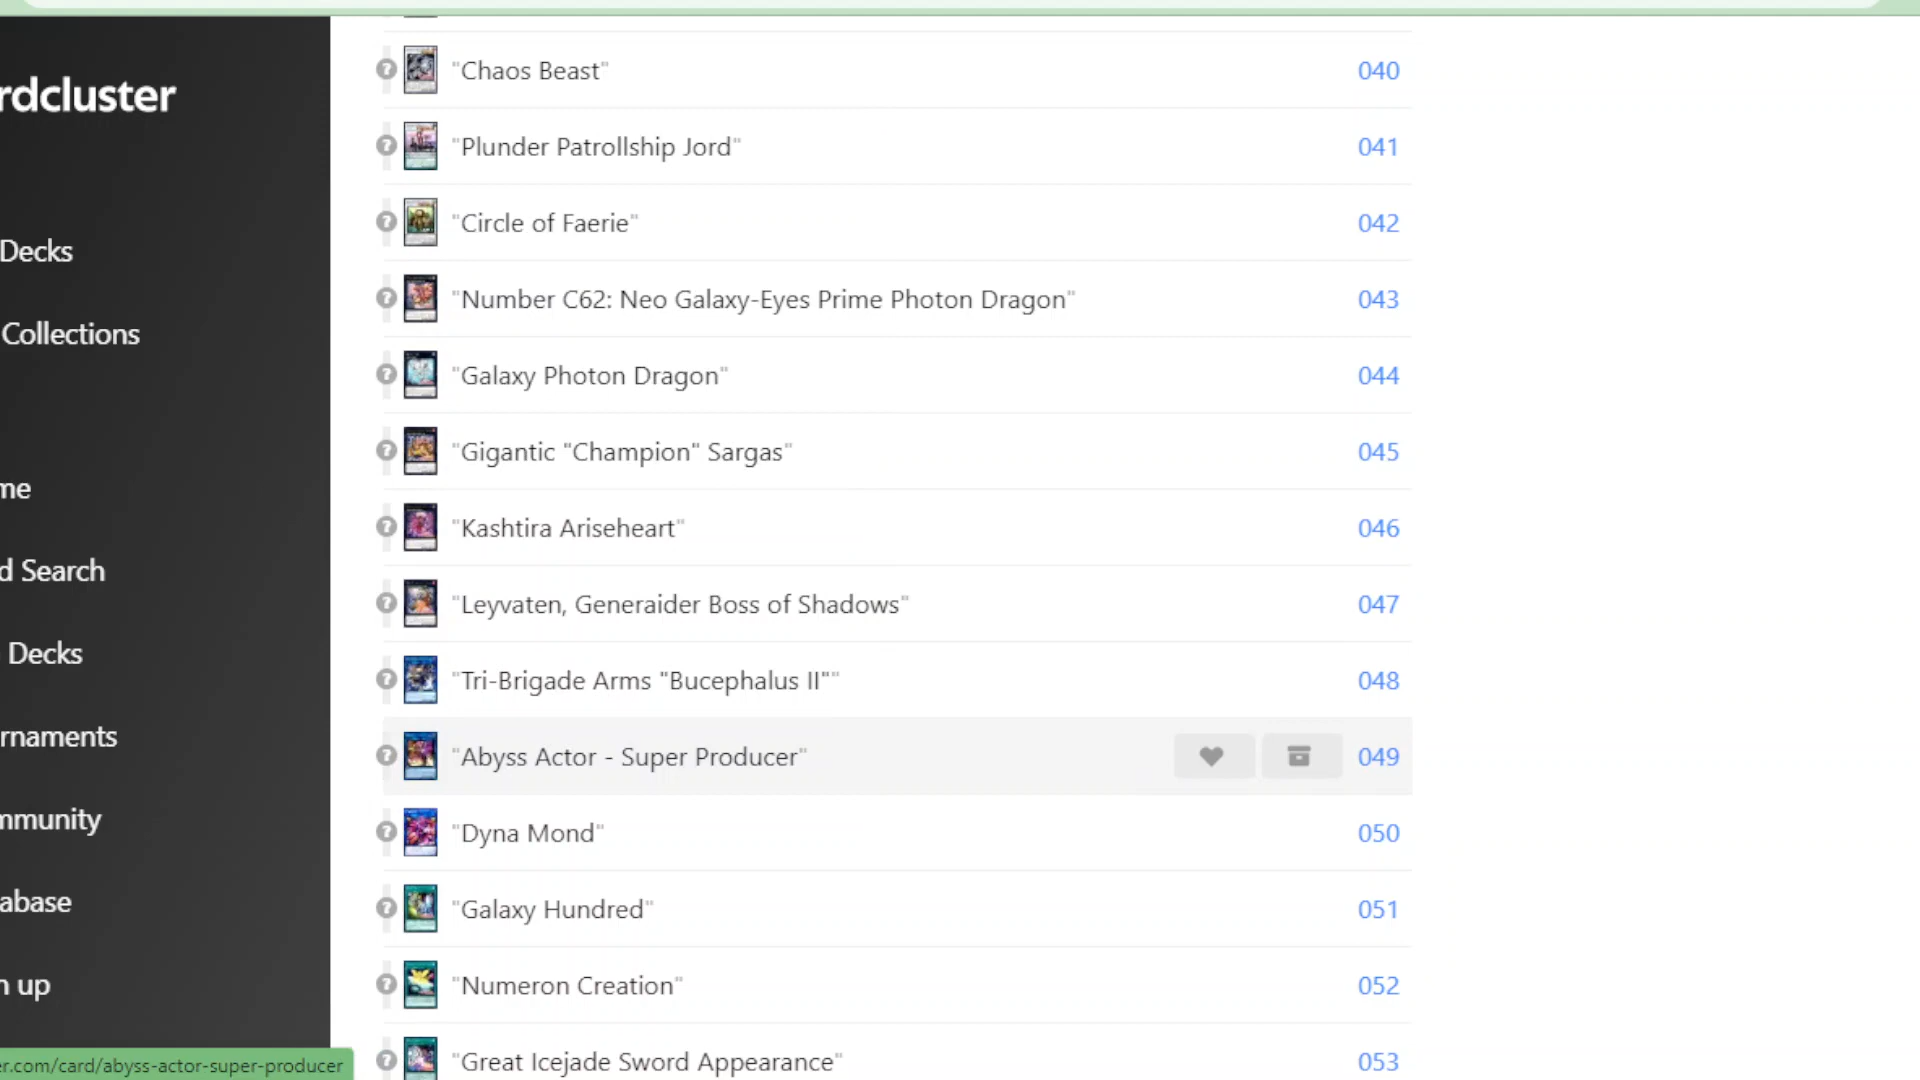 rdcluster
Decks
Collections
me
d Search
Decks
rnaments
mmunity
abase
n up
er.com/card/abyss-actor-super-producer
"Chaos Beast" 040
"Plunder Patrollship Jord" 041
"Circle of Faerie" 042
"Number C62: Neo Galaxy-Eyes Prime Photon Dragon" 043
"Galaxy Photon Dragon" 044
"Gigantic "Champion" Sargas" 045
"Kashtira Ariseheart" 046
"Leyvaten, Generaider Boss of Shadows" 047
"Tri-Brigade Arms "Bucephalus II"" 048
"Abyss Actor - Super Producer" 049
"Dyna Mond" 050
"Galaxy Hundred" 051
"Numeron Creation" 052
"Great Icejade Sword Appearance" 053